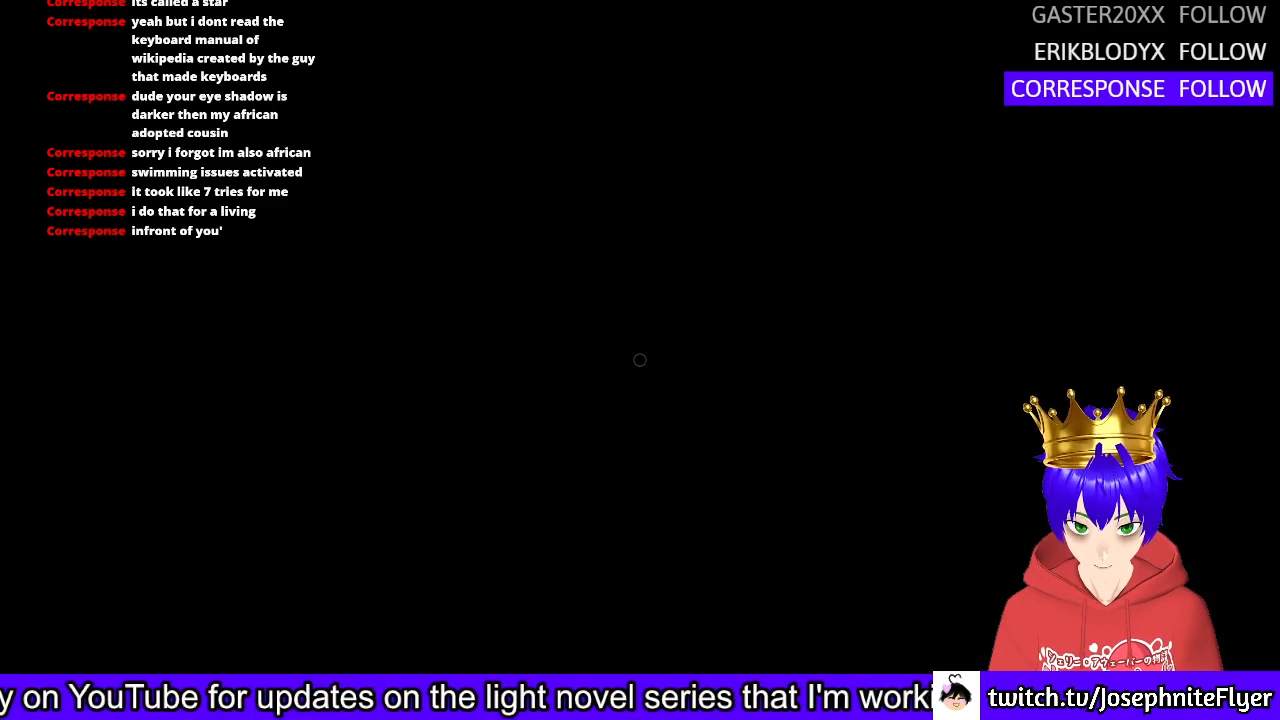 Corresponse its called a star
Corresponse yeah but i dont read the
keyboard manual of
wikipedia created by the guy
that made keyboards
Corresponse dude your eye shadow is
darker then my african
adopted cousin
Corresponse sorry i forgot im also african
Corresponse swimming issues activated
Corresponse it took like 7 tries for me
Corresponse i do that for a living
Corresponse infront of you'
GASTER20XX FOLLOW
ERIKBLODYX FOLLOW
CORRESPONSE FOLLOW
y on YouTube for updates on the light novel series that I'm worki
twitch.tv/JosephniteFlyer